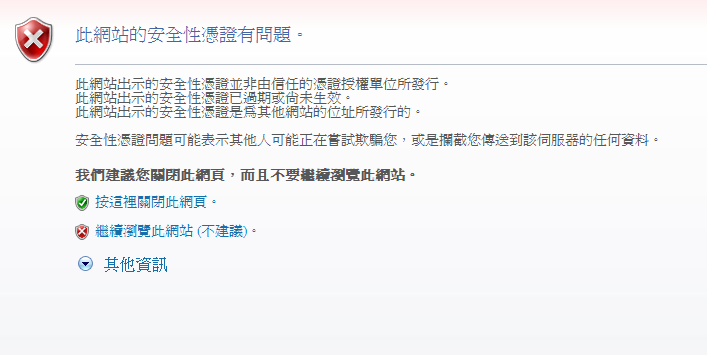 此網站的安全性憑證有問題。
此網站出示的安全性憑證並非由信任的憑證授權單位所發行。
此網站出示的安全性憑證已過期或尚未生效。
此網站出示的安全性憑證是為其他網站的位址所發行的。
安全性憑證問題可能表示其他人可能正在嘗試欺騙您，或是攔截您傳送到該伺服器的任何資料。
我們建議您關閉此網頁，而且不要繼續瀏覽此網站。
按這裡關閉此網頁。
繼續瀏覽此網站 (不建議)。
其他資訊